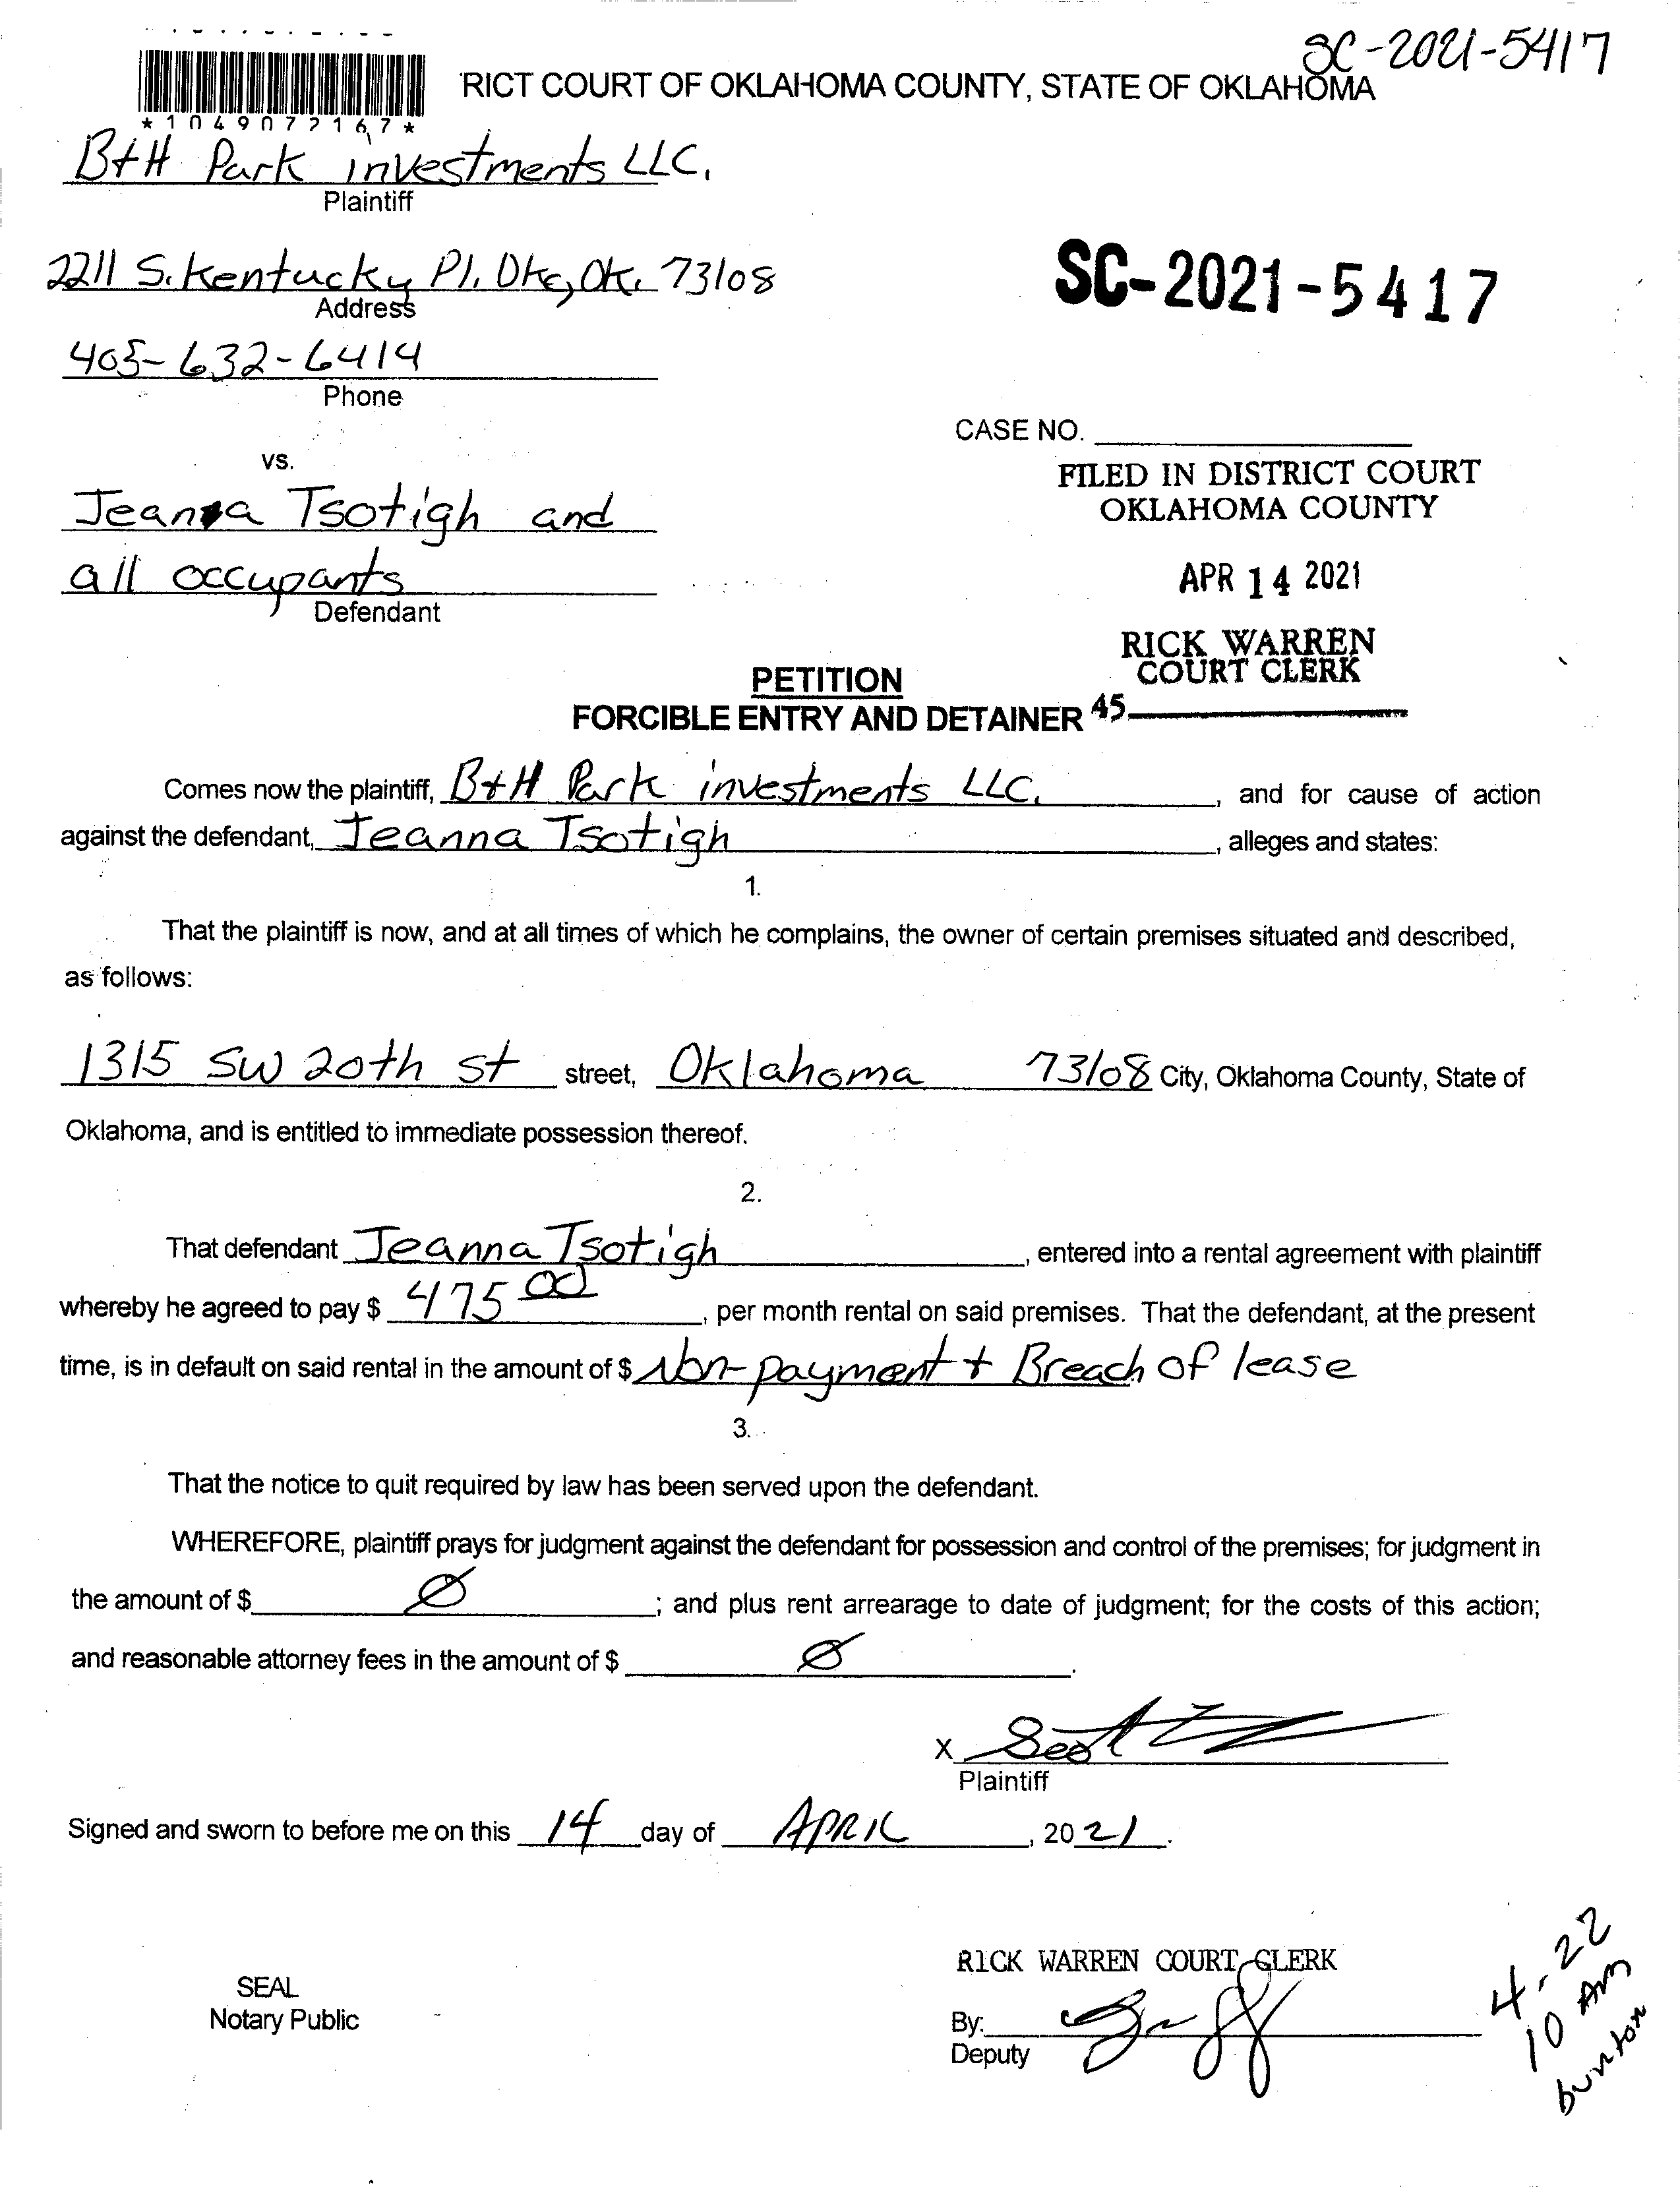 SC-2021-5417
RICT COURT OF OKLAHOMA COUNTY, STATE OF OKLAHOMA
*1049077167*
B+H Park investments LLC.
Plaintiff
2211 S. Kentucky Pl. Okc, Ok. 73108
Address
SC-2021-5417
405-632-6414
Phone
CASE NO.
vs.
FILED IN DISTRICT COURT
OKLAHOMA COUNTY
Jeanna Tsotigh and
all occupants
Defendant
APR 14 2021
RICK WARREN
COURT CLERK
PETITION
FORCIBLE ENTRY AND DETAINER 45
Comes now the plaintiff, B+H Park investments LLC., and for cause of action
against the defendant, Jeanna Tsotigh, alleges and states:
1.
That the plaintiff is now, and at all times of which he complains, the owner of certain premises situated and described,
as follows:
1315 SW 20th st street, Oklahoma 73108 City, Oklahoma County, State of
Oklahoma, and is entitled to immediate possession thereof.
2.
That defendant Jeanna Tsotigh, entered into a rental agreement with plaintiff
whereby he agreed to pay $ 475 00, per month rental on said premises. That the defendant, at the present
time, is in default on said rental in the amount of $ Non-payment + Breach of lease
3.
That the notice to quit required by law has been served upon the defendant.
WHEREFORE, plaintiff prays for judgment against the defendant for possession and control of the premises; for judgment in
the amount of $ Ø; and plus rent arrearage to date of judgment; for the costs of this action;
and reasonable attorney fees in the amount of $ Ø.
X Scott
Plaintiff
Signed and sworn to before me on this 14 day of APRIL, 2021.
RICK WARREN COURT CLERK
SEAL
Notary Public
By:
Deputy
4-22
10 AM
bunton